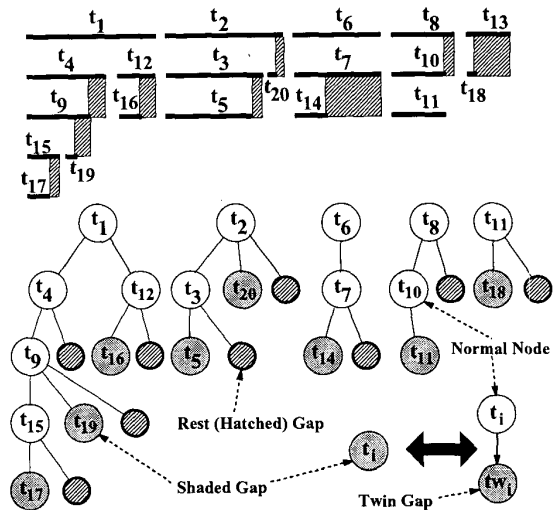 t1 t2 t6 t8 t13
t4 t12 t3 t20 t7 t10 t18
t9 t16 t5 t14 t11
t15 t19
t17
t1 t2 t6 t8 t11
t4 t12 t3 t20 t7 t10 t18
t9 t16 t5 t14 t11
Normal Node
t15 t19 Rest (Hatched) Gap ti
ti
Shaded Gap
t17 Twin Gap twi